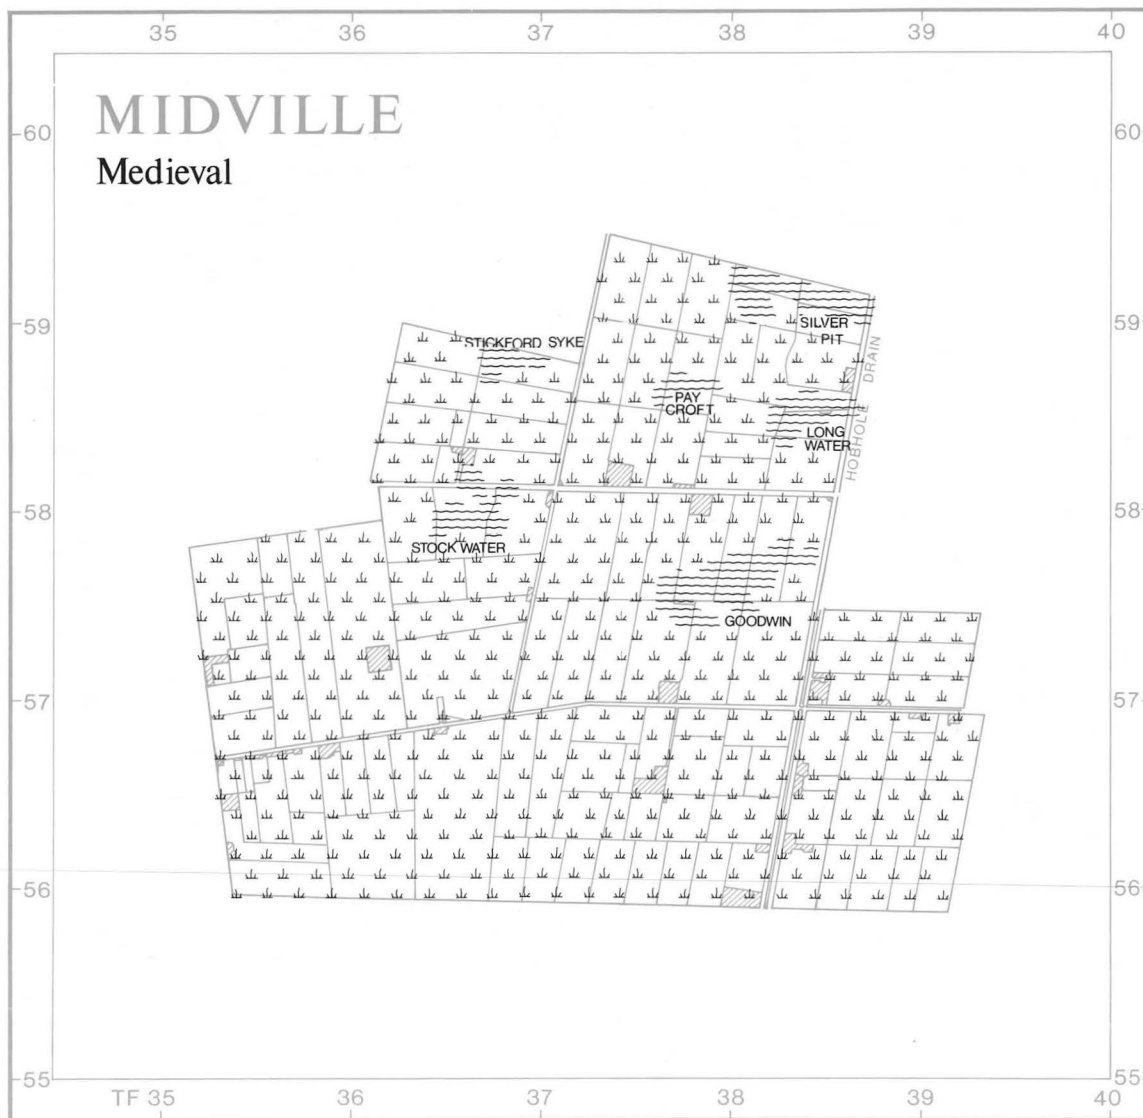 35 36 37 38 39 40
60 60
MIDVILLE
Medieval
59 59
STICKFORD SYKE
SILVER
PIT
HOBHOLE DRAIN
PAY
CROFT
LONG
WATER
58 58
STOCK WATER
GOODWIN
57 57
56 56
55 55
TF 35 36 37 38 39 40